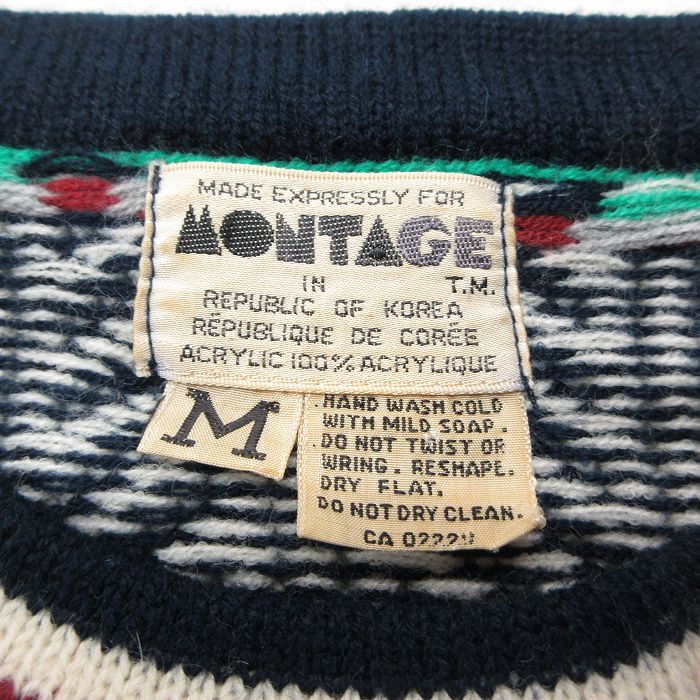 MADE EXPRESSLY FOR
MONTAGE
IN T.M.
REPUBLIC OF KOREA
RÉPUBLIQUE DE CORÉE
ACRYLIC 100% ACRYLIQUE
M
.HAND WASH COLD
WITH MILD SOAP.
.DO NOT TWIST OR
WRING. RESHAPE.
DRY FLAT.
.DO NOT DRY CLEAN.
CA